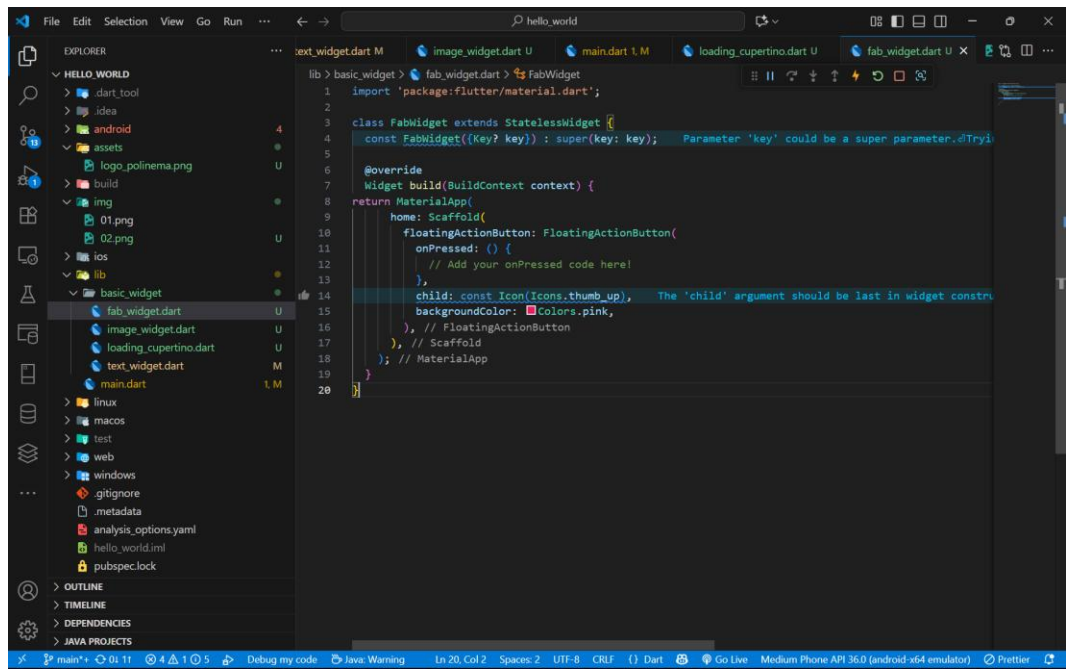 File Edit Selection View Go Run ··· hello_world
EXPLORER ···
text_widget.dart M image_widget.dart U main.dart 1, M loading_cupertino.dart U fab_widget.dart U
HELLO_WORLD
.dart_tool
.idea
android 4
assets
logo_polinema.png U
build
img
01.png
02.png U
ios
lib
basic_widget
fab_widget.dart U
image_widget.dart U
loading_cupertino.dart U
text_widget.dart M
main.dart 1, M
linux
macos
test
web
windows
.gitignore
.metadata
analysis_options.yaml
hello_world.iml
pubspec.lock
OUTLINE
TIMELINE
DEPENDENCIES
JAVA PROJECTS
lib > basic_widget > fab_widget.dart > FabWidget
1 import 'package:flutter/material.dart';
2
3 class FabWidget extends StatelessWidget {
4 const FabWidget({Key? key}) : super(key: key); Parameter 'key' could be a super parameter.⏎Tryi
5
6 @override
7 Widget build(BuildContext context) {
8 return MaterialApp(
9 home: Scaffold(
10 floatingActionButton: FloatingActionButton(
11 onPressed: () {
12 // Add your onPressed code here!
13 },
14 child: const Icon(Icons.thumb_up), The 'child' argument should be last in widget constru
15 backgroundColor: Colors.pink,
16 ), // FloatingActionButton
17 ), // Scaffold
18 ); // MaterialApp
19 }
20 }
13
1
main*+ 0↓ 1↑ 4 1 5 Debug my code Java: Warning Ln 20, Col 2 Spaces: 2 UTF-8 CRLF {} Dart Go Live Medium Phone API 36.0 (android-x64 emulator) Prettier